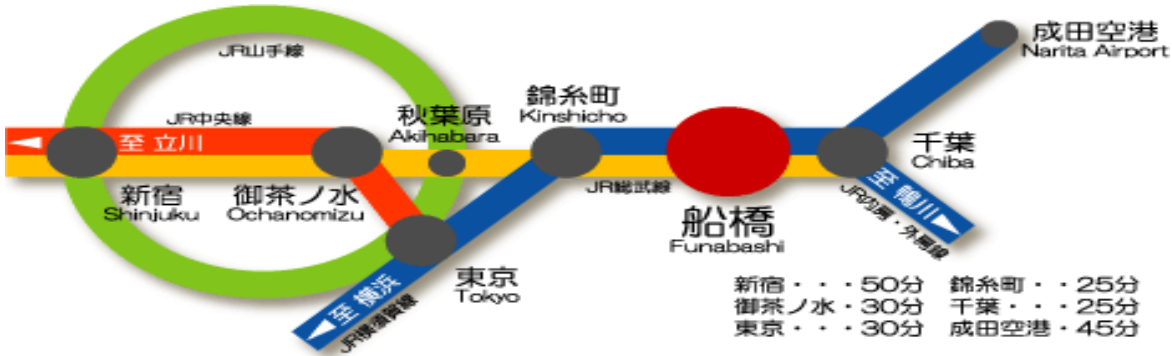 JR山手線
成田空港
Narita Airport
錦糸町
Kinshicho
JR中央線
秋葉原
Akihabara
至 立川
千葉
Chiba
新宿
Shinjuku
御茶ノ水
Ochanomizu
JR総武線
船橋
Funabashi
至 鴨川
JR内房・外房線
東京
Tokyo
至 横浜
JR横須賀線
新宿・・・50分 錦糸町・・25分
御茶ノ水・30分 千葉・・・25分
東京・・・30分 成田空港・45分